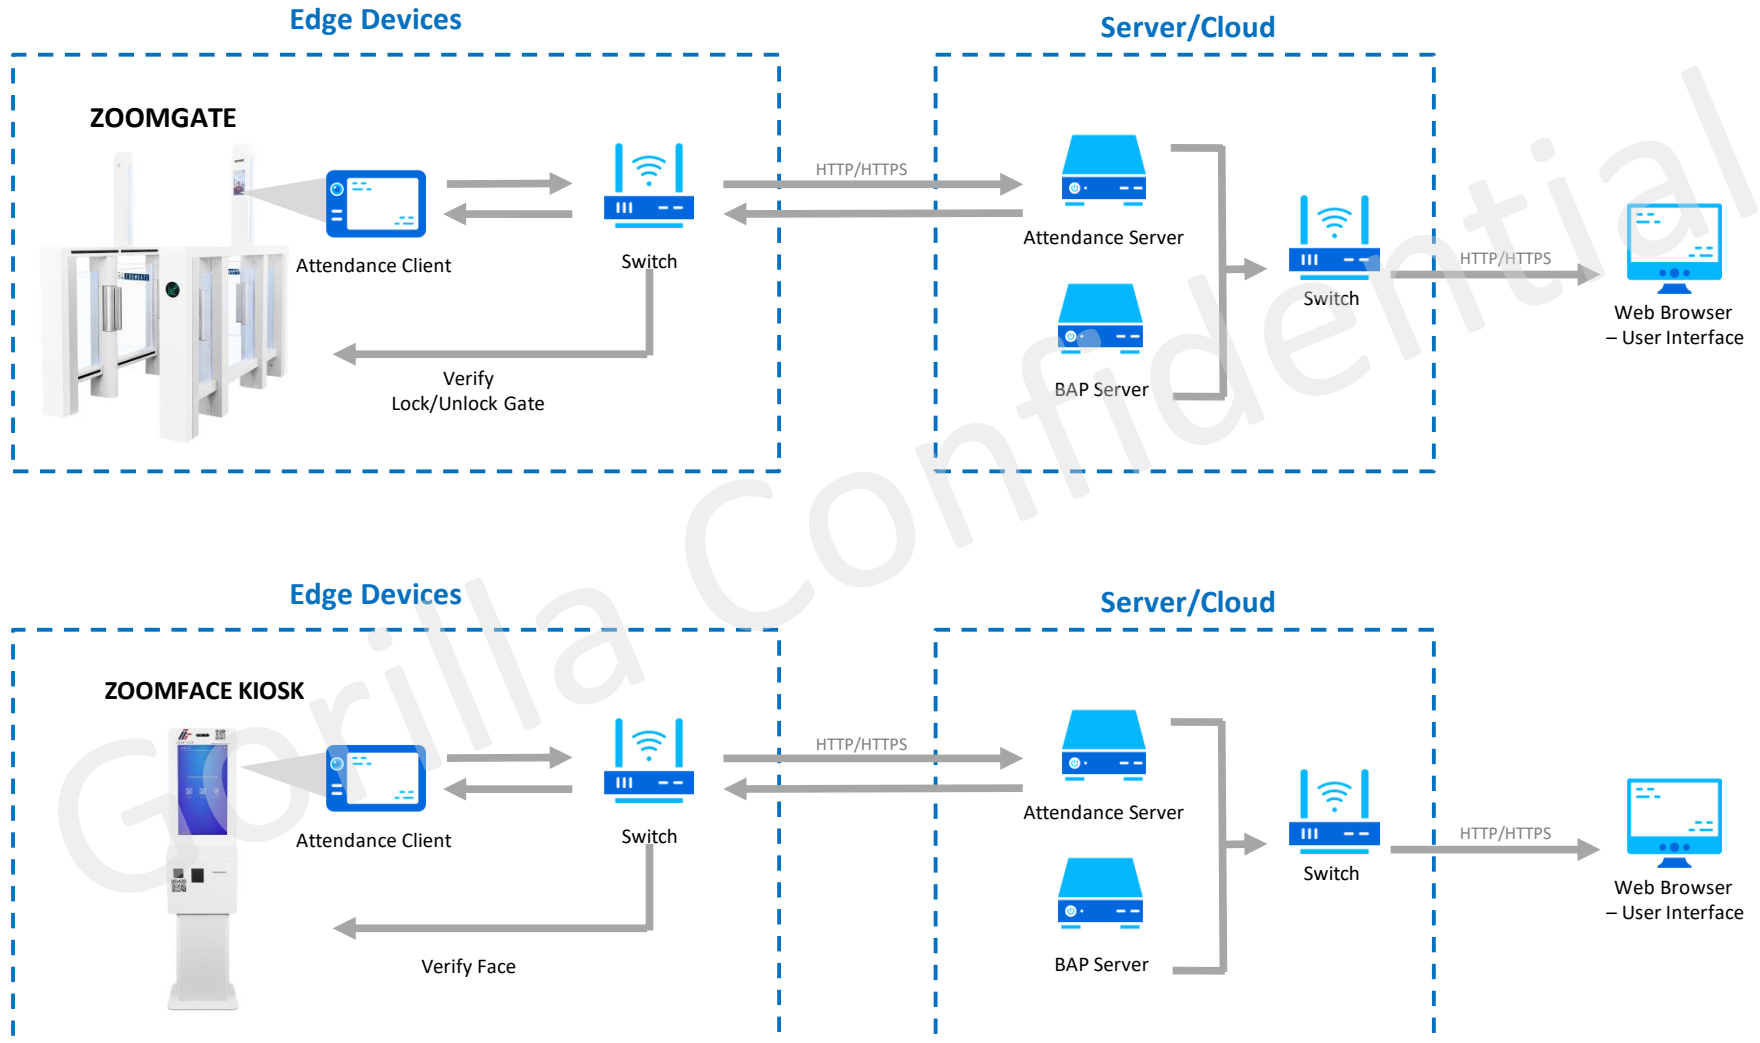 Edge Devices
Server/Cloud
ZOOMGATE
HTTP/HTTPS
Attendance Client
Switch
Attendance Server
Switch
HTTP/HTTPS
Web Browser
– User Interface
Verify
Lock/Unlock Gate
BAP Server
Gorilla Confidential
Edge Devices
Server/Cloud
ZOOMFACE KIOSK
HTTP/HTTPS
Attendance Client
Switch
Attendance Server
Switch
HTTP/HTTPS
Web Browser
– User Interface
Verify Face
BAP Server